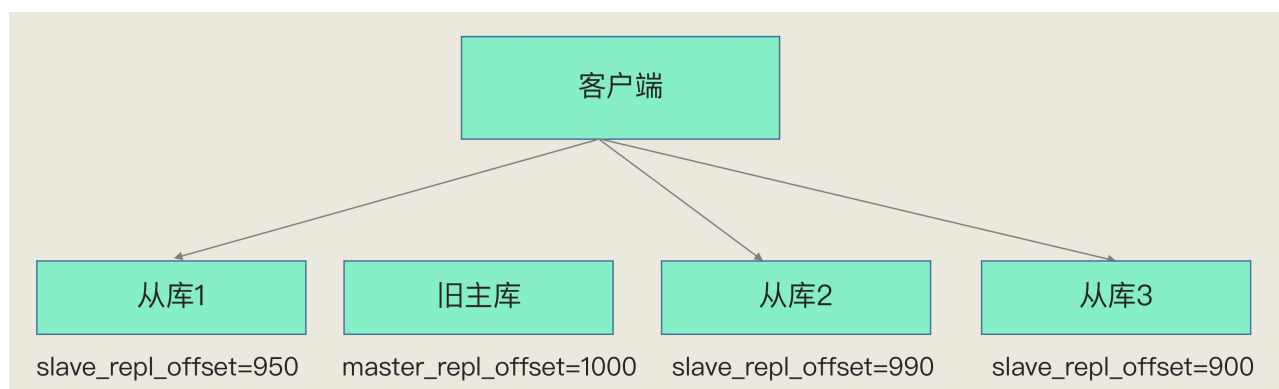 客户端
从库1
旧主库
从库2
从库3
slave_repl_offset=950
master_repl_offset=1000
slave_repl_offset=990
slave_repl_offset=900